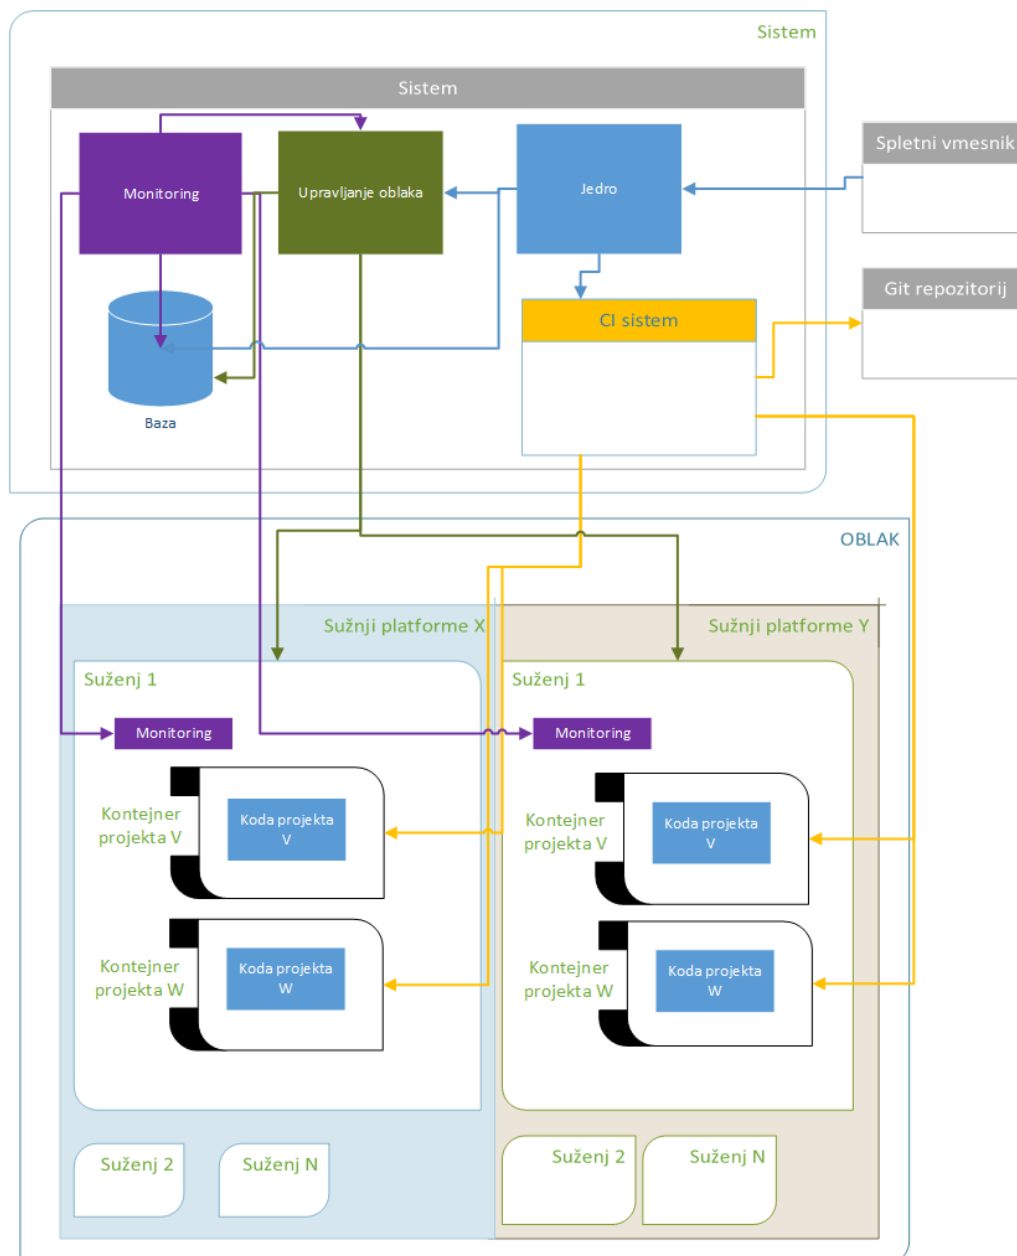 Sistem
Sistem
Monitoring
Upravljanje oblaka
Jedro
Spletni vmesnik
Git repozitorij
CI sistem
Baza
OBLAK
Sužnji platforme X
Sužnji platforme Y
Suženj 1
Suženj 1
Monitoring
Monitoring
Kontejner
projekta V
Koda projekta
V
Kontejner
projekta V
Koda projekta
V
Kontejner
projekta W
Koda projekta
W
Kontejner
projekta W
Koda projekta
W
Suženj 2
Suženj N
Suženj 2
Suženj N